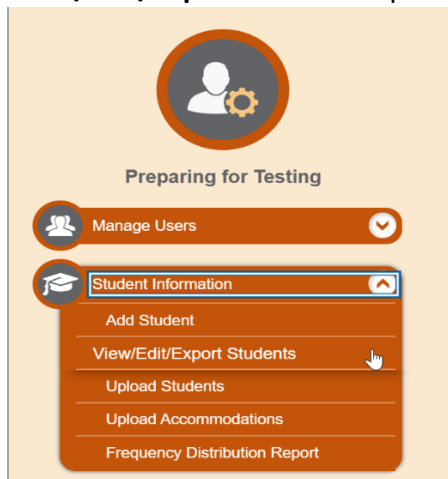 Preparing for Testing
Manage Users
Student Information
Add Student
View/Edit/Export Students
Upload Students
Upload Accommodations
Frequency Distribution Report